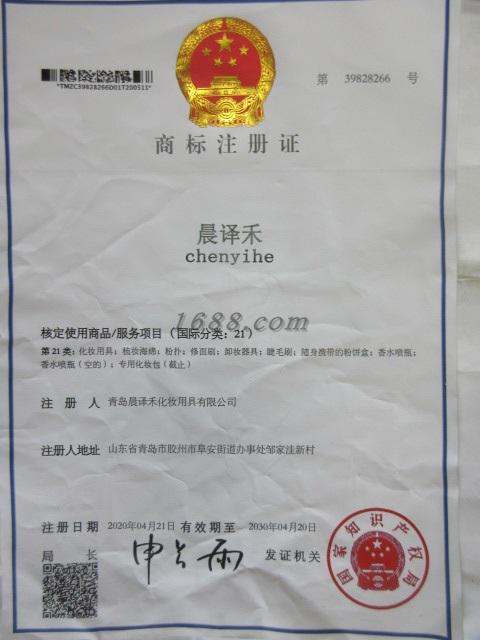 *TMZC39828266D01T200511*
第 39828266 号
商标注册证
晨译禾
chenyihe
1688.com
核定使用商品/服务项目（国际分类：21）
第21类：化妆用具；梳妆海绵；粉扑；修面刷；卸妆器具；睫毛刷；随身携带的粉饼盒；香水喷瓶；
香水喷瓶（空的）；专用化妆包（截止）
注 册 人 青岛晨译禾化妆用具有限公司
注册人地址 山东省青岛市胶州市阜安街道办事处邹家洼新村
注册日期 2020年04月21日 有效期至 2030年04月20日
局 长 申长雨 发证机关
国家知识产权局